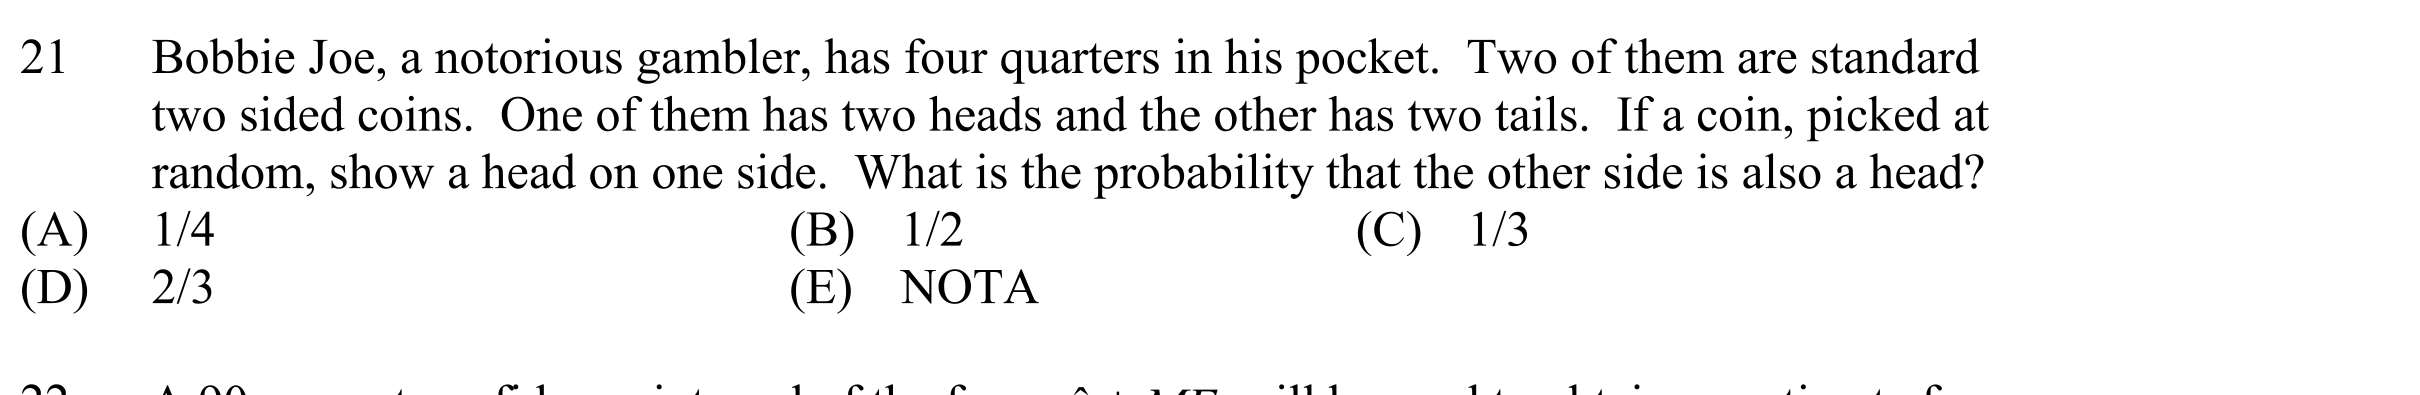 21 Bobbie Joe, a notorious gambler, has four quarters in his pocket. Two of them are standard
two sided coins. One of them has two heads and the other has two tails. If a coin, picked at
random, show a head on one side. What is the probability that the other side is also a head?
(A) 1/4 (B) 1/2 (C) 1/3
(D) 2/3 (E) NOTA